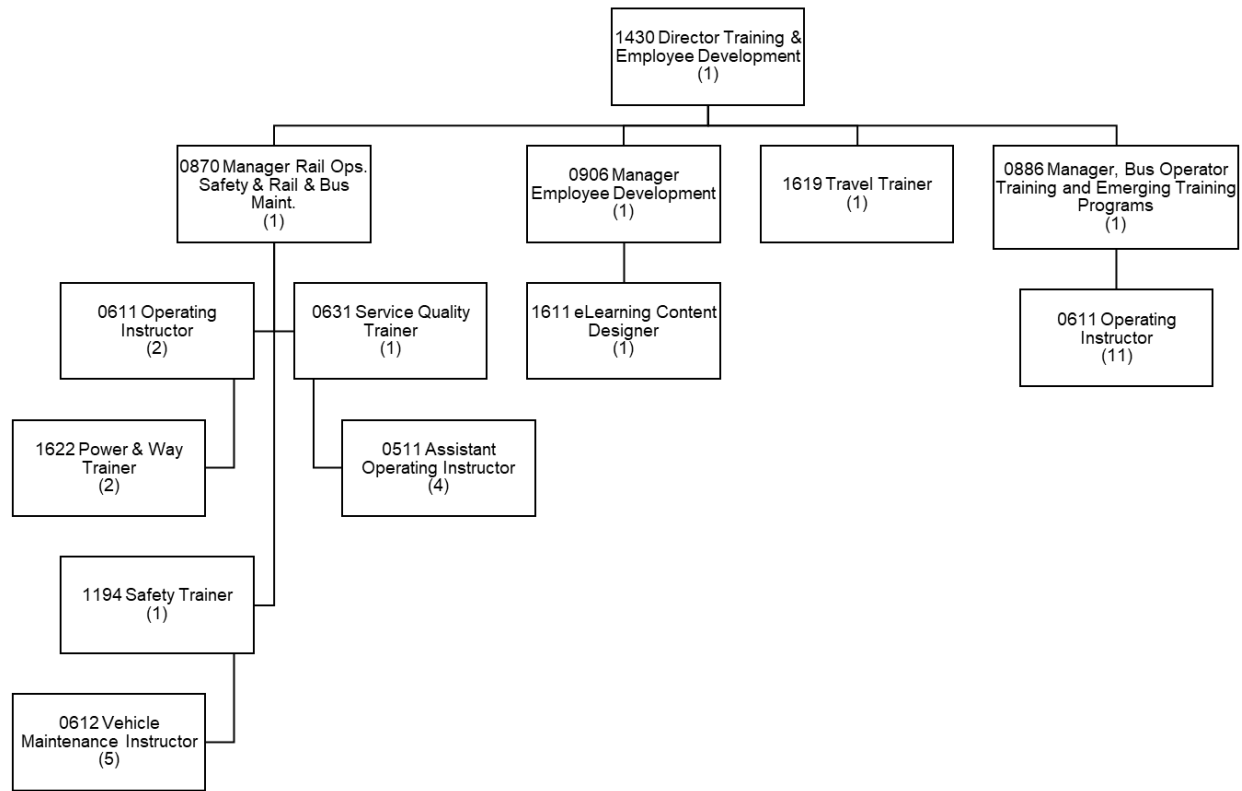 1430 Director Training &
Employee Development
(1)
0870 Manager Rail Ops.
Safety & Rail & Bus
Maint.
(1)
0906 Manager
Employee Development
(1)
1619 Travel Trainer
(1)
0886 Manager, Bus Operator
Training and Emerging Training
Programs
(1)
0611 Operating
Instructor
(2)
0631 Service Quality
Trainer
(1)
1611 eLearning Content
Designer
(1)
0611 Operating
Instructor
(11)
1622 Power & Way
Trainer
(2)
0511 Assistant
Operating Instructor
(4)
1194 Safety Trainer
(1)
0612 Vehicle
Maintenance Instructor
(5)